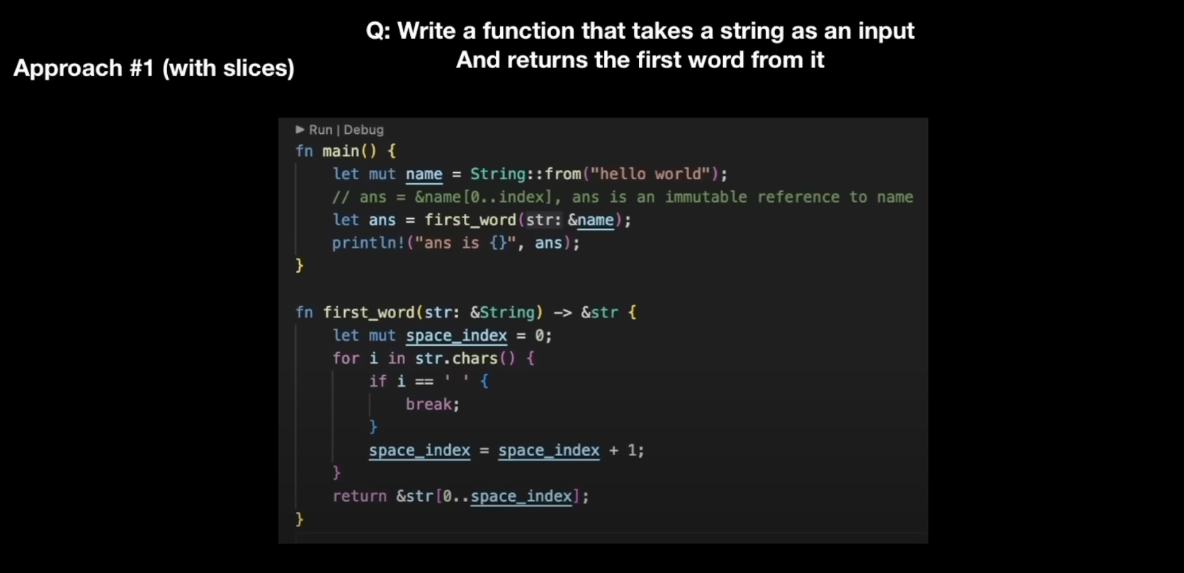 Q: Write a function that takes a string as an input
And returns the first word from it
Approach #1 (with slices)
▶ Run | Debug
fn main() {
    let mut name = String::from("hello world");
    // ans = &name[0..index], ans is an immutable reference to name
    let ans = first_word(str: &name);
    println!("ans is {}", ans);
}
fn first_word(str: &String) -> &str {
    let mut space_index = 0;
    for i in str.chars() {
        if i == ' ' {
            break;
        }
        space_index = space_index + 1;
    }
    return &str[0..space_index];
}